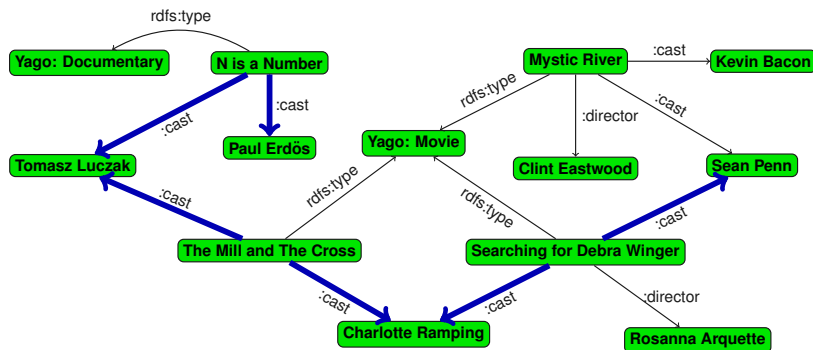 rdfs:type
Yago: Documentary
N is a Number
Mystic River
:cast
Kevin Bacon
:cast
:cast
rdfs:type
:director
:cast
Paul Erdös
Yago: Movie
Tomasz Luczak
Clint Eastwood
Sean Penn
:cast
rdfs:type
rdfs:type
:cast
The Mill and The Cross
Searching for Debra Winger
:cast
:cast
:director
Charlotte Ramping
Rosanna Arquette